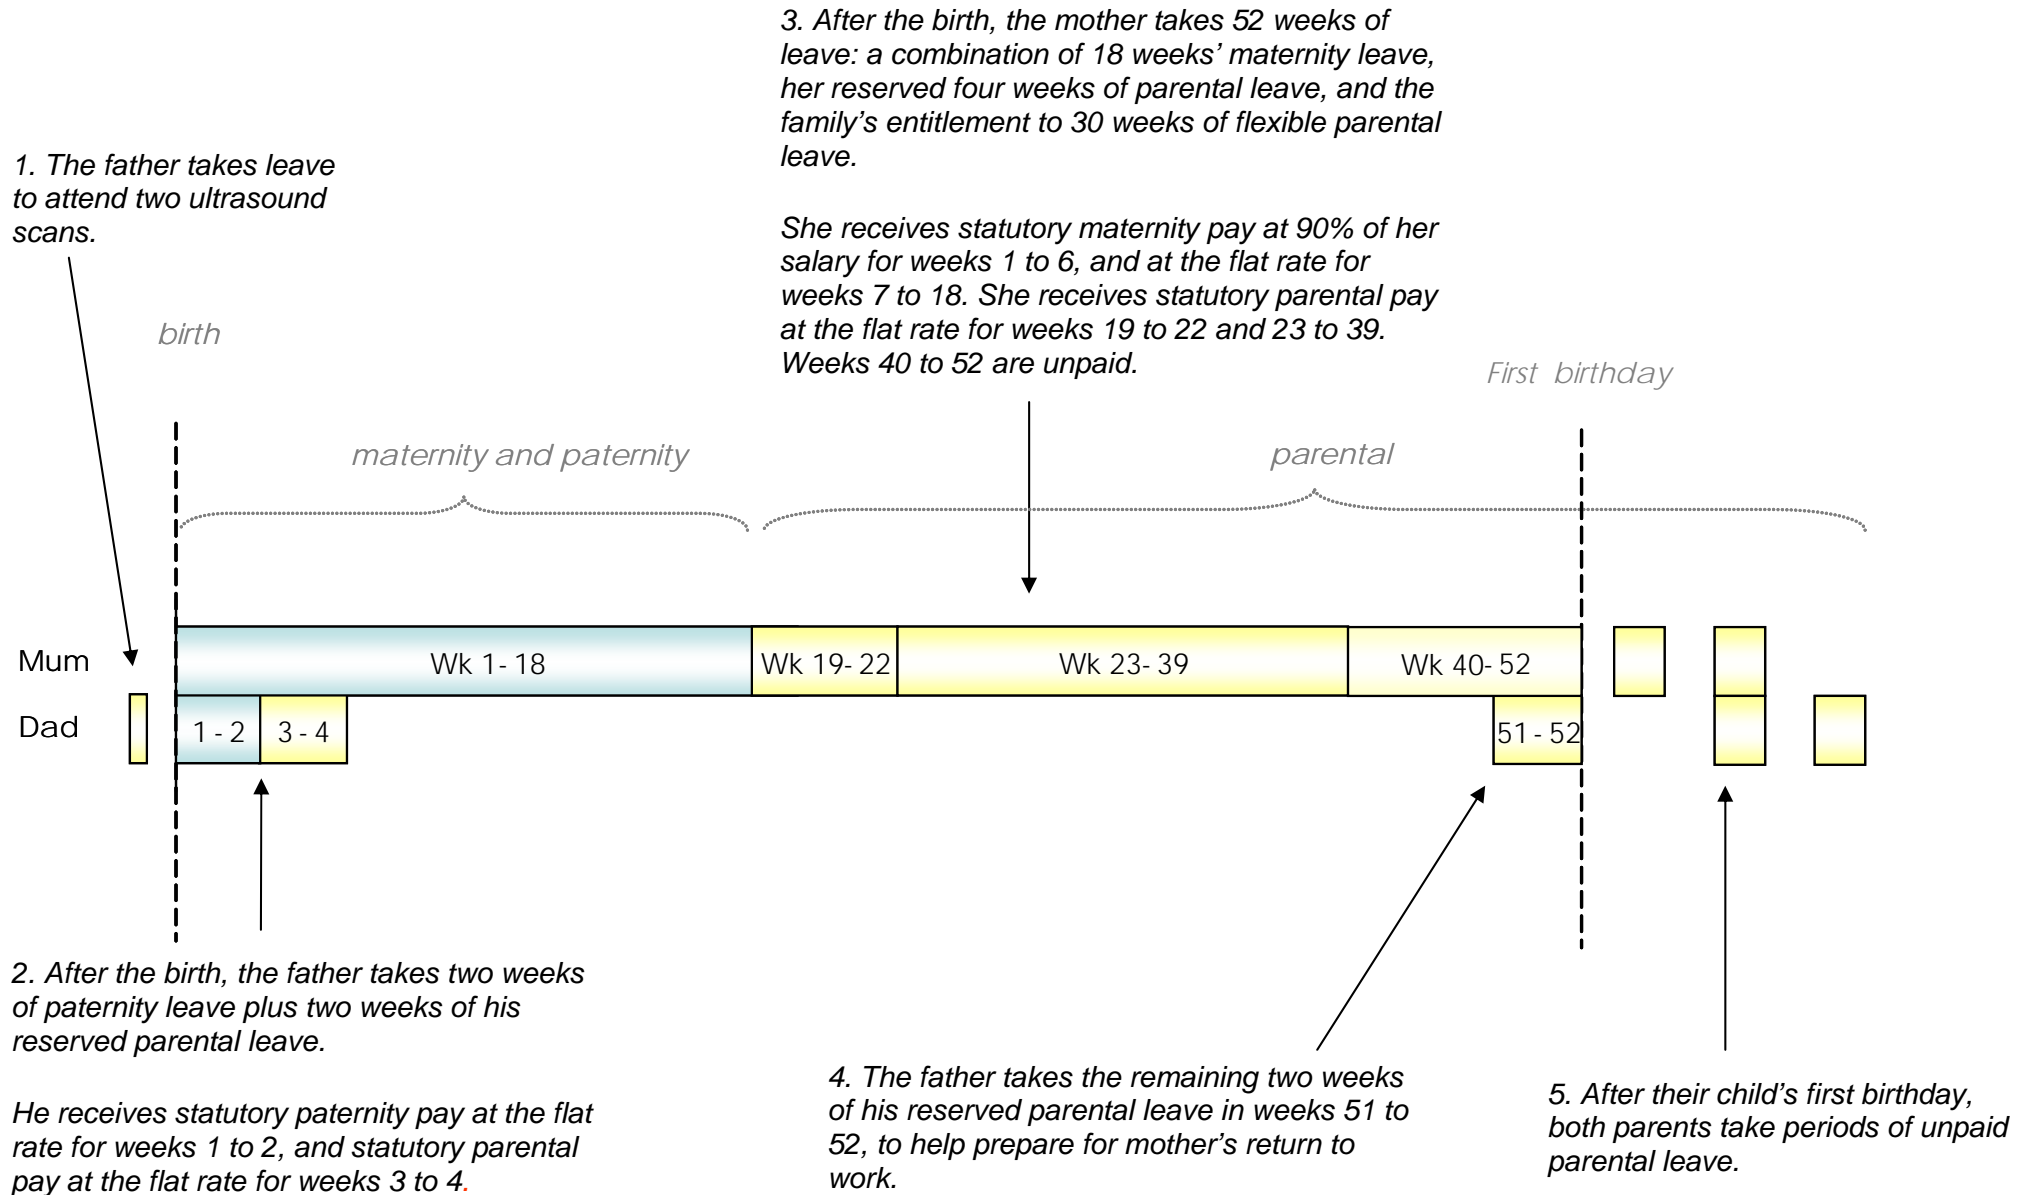 3. After the birth, the mother takes 52 weeks of
leave: a combination of 18 weeks’ maternity leave,
her reserved four weeks of parental leave, and the
family’s entitlement to 30 weeks of flexible parental
leave.
She receives statutory maternity pay at 90% of her
salary for weeks 1 to 6, and at the flat rate for
weeks 7 to 18. She receives statutory parental pay
at the flat rate for weeks 19 to 22 and 23 to 39.
Weeks 40 to 52 are unpaid.
1. The father takes leave
to attend two ultrasound
scans.
birth
First birthday
maternity and paternity
parental
Mum
Wk 1-18
Wk 19-22
Wk 23-39
Wk 40-52
Dad
1-2
3-4
51-52
2. After the birth, the father takes two weeks
of paternity leave plus two weeks of his
reserved parental leave.
He receives statutory paternity pay at the flat
rate for weeks 1 to 2, and statutory parental
pay at the flat rate for weeks 3 to 4.
4. The father takes the remaining two weeks
of his reserved parental leave in weeks 51 to
52, to help prepare for mother’s return to
work.
5. After their child’s first birthday,
both parents take periods of unpaid
parental leave.